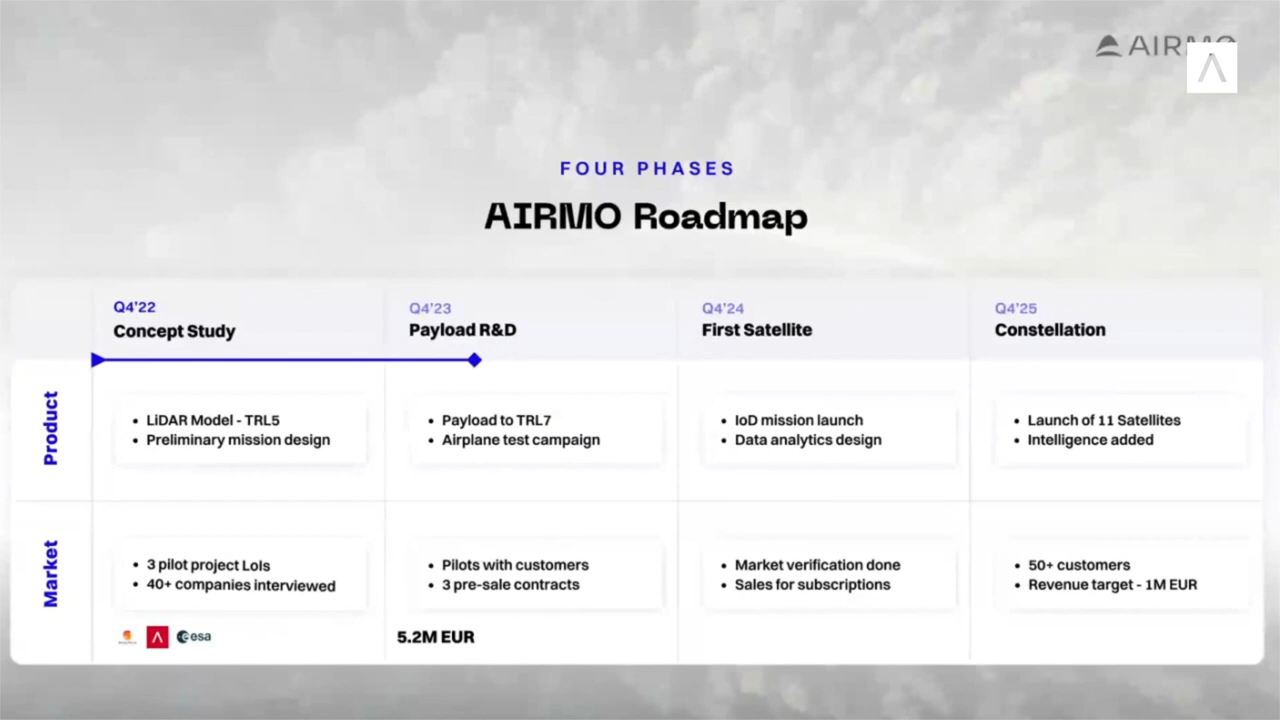 AIRMO
FOUR PHASES
AIRMO Roadmap
Q4'22
Concept Study
Q4'23
Payload R&D
Q4'24
First Satellite
Q4'25
Constellation
Product
• LiDAR Model - TRL5
• Preliminary mission design
• Payload to TRL7
• Airplane test campaign
• IoD mission launch
• Data analytics design
• Launch of 11 Satellites
• Intelligence added
Market
• 3 pilot project LoIs
• 40+ companies interviewed
• Pilots with customers
• 3 pre-sale contracts
• Market verification done
• Sales for subscriptions
• 50+ customers
• Revenue target - 1M EUR
esa
5.2M EUR